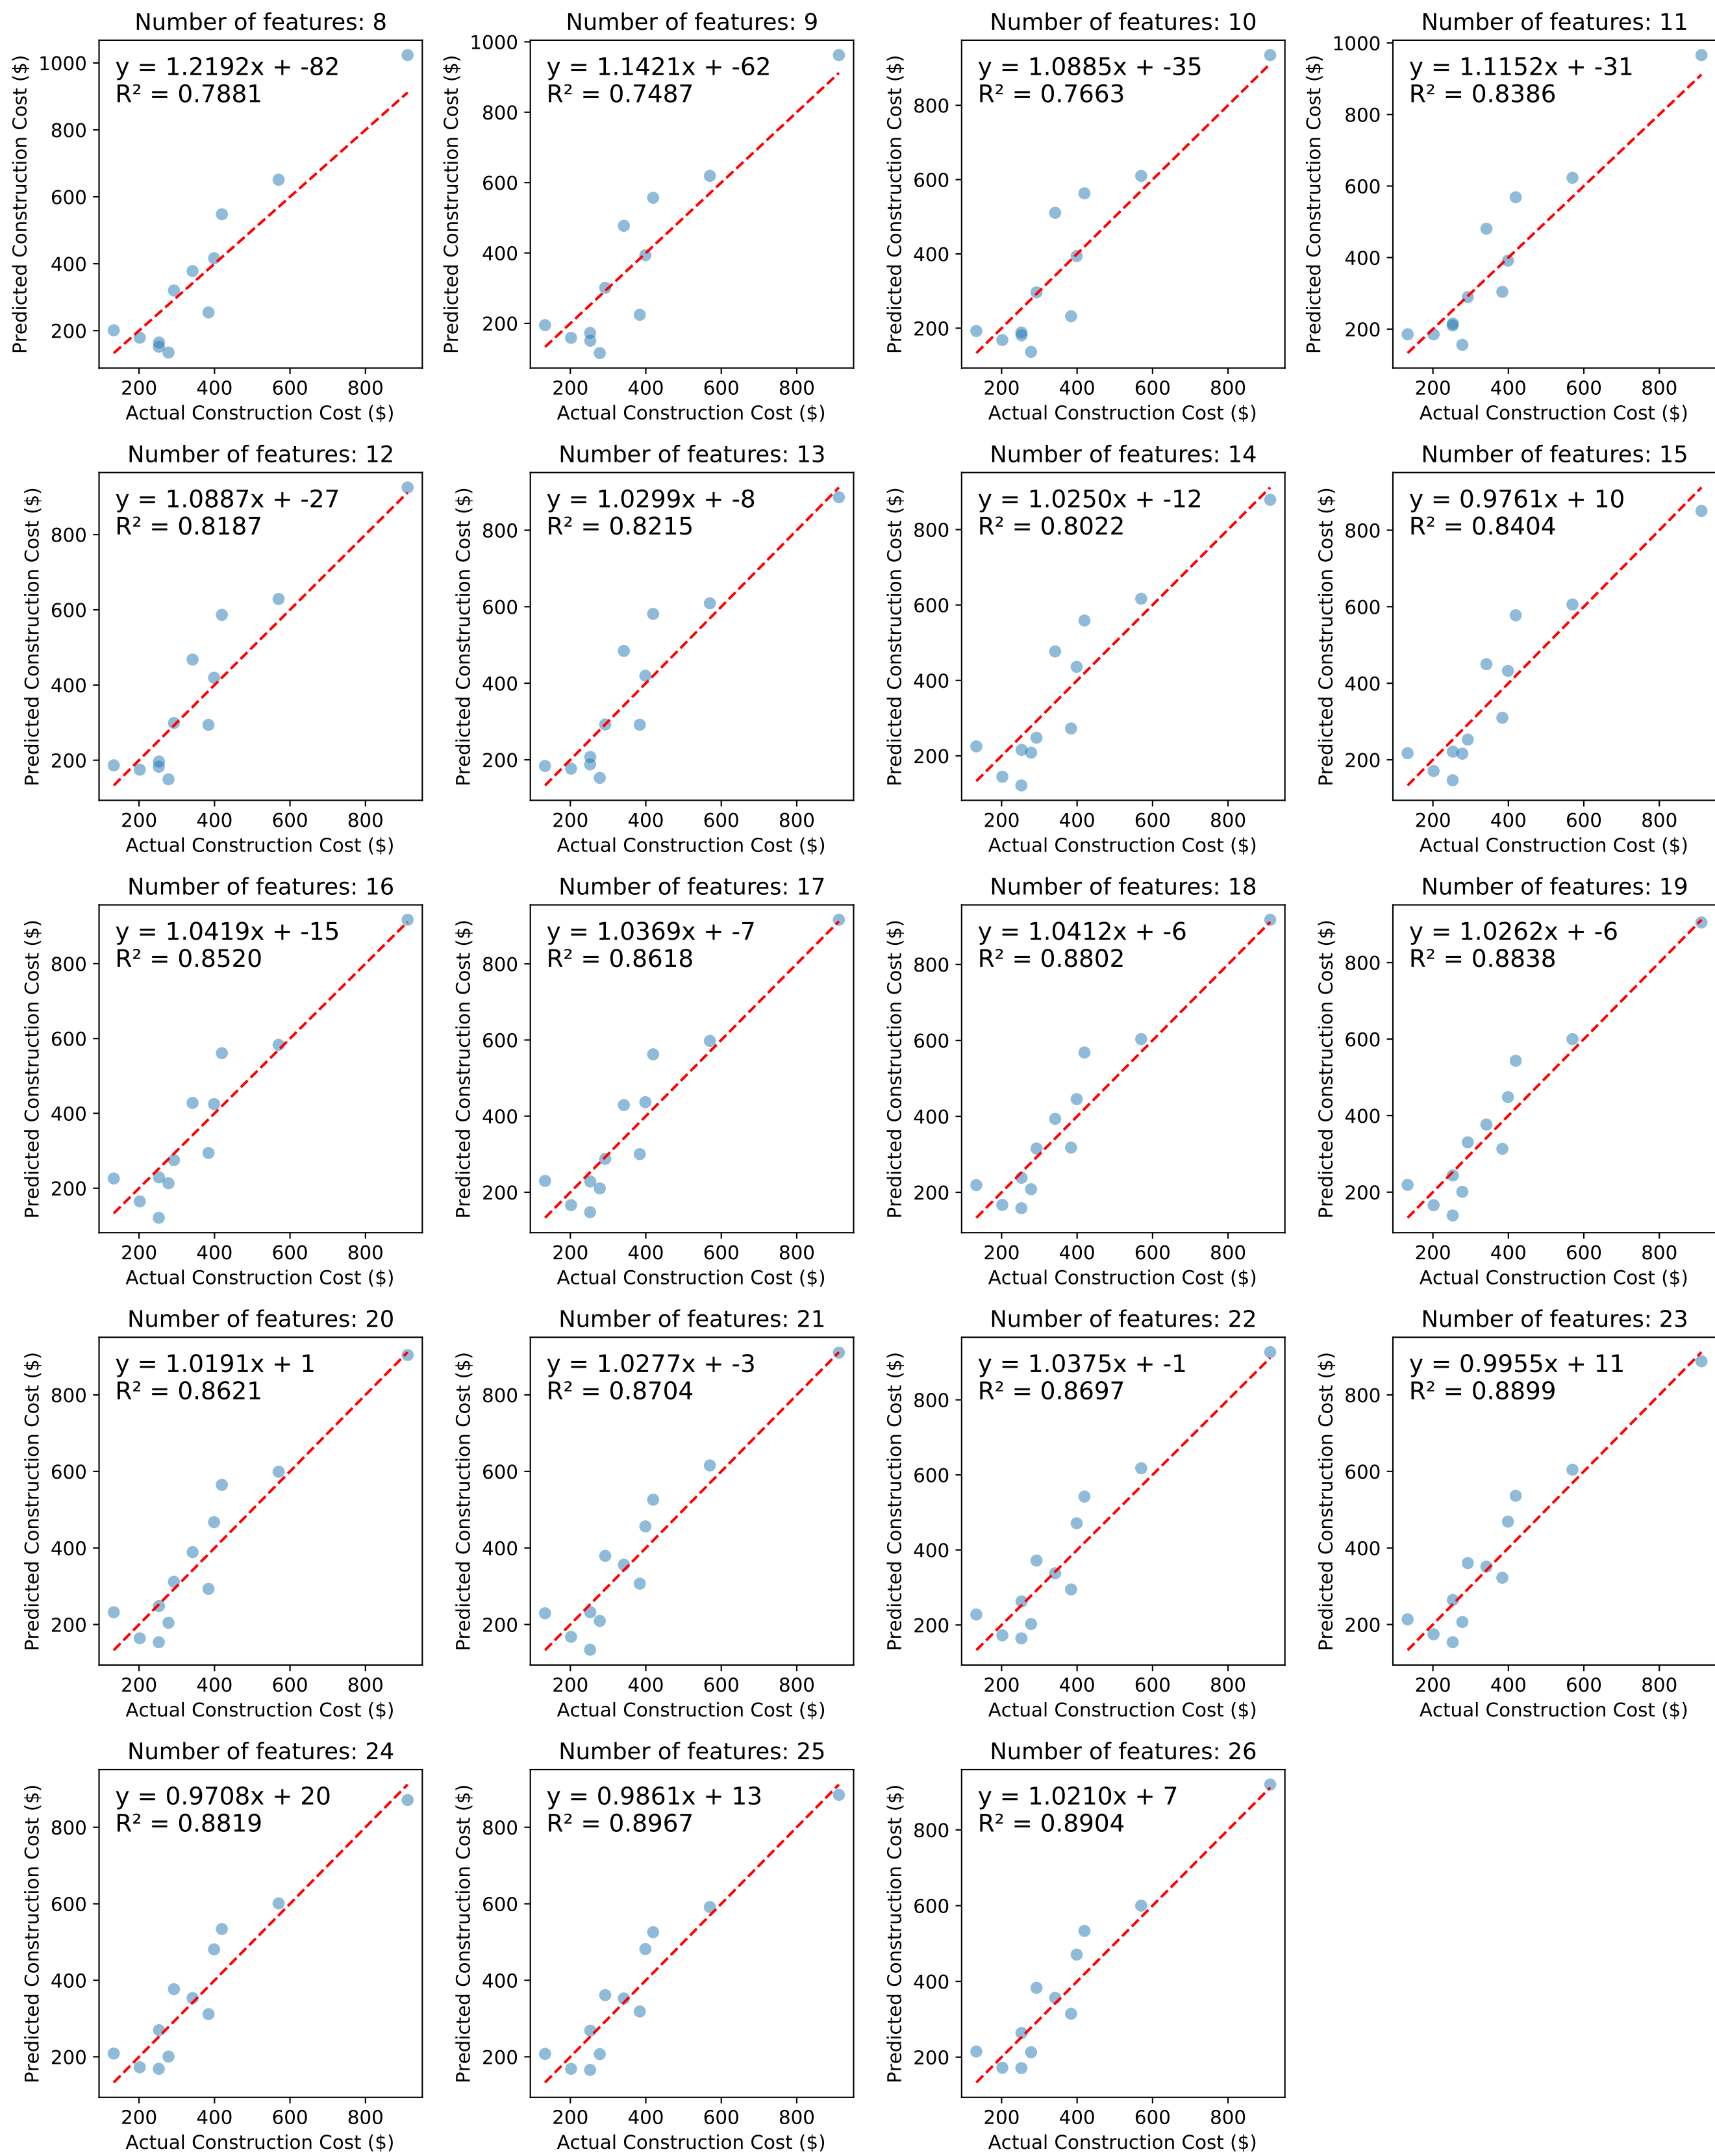 Number of features: 8
y = 1.2192x + -82
R² = 0.7881
Predicted Construction Cost ($)
1000
800
600
400
200
200 400 600 800
Actual Construction Cost ($)
Number of features: 9
y = 1.1421x + -62
R² = 0.7487
Predicted Construction Cost ($)
1000
800
600
400
200
200 400 600 800
Actual Construction Cost ($)
Number of features: 10
y = 1.0885x + -35
R² = 0.7663
Predicted Construction Cost ($)
800
600
400
200
200 400 600 800
Actual Construction Cost ($)
Number of features: 11
y = 1.1152x + -31
R² = 0.8386
Predicted Construction Cost ($)
1000
800
600
400
200
200 400 600 800
Actual Construction Cost ($)
Number of features: 12
y = 1.0887x + -27
R² = 0.8187
Predicted Construction Cost ($)
800
600
400
200
200 400 600 800
Actual Construction Cost ($)
Number of features: 13
y = 1.0299x + -8
R² = 0.8215
Predicted Construction Cost ($)
800
600
400
200
200 400 600 800
Actual Construction Cost ($)
Number of features: 14
y = 1.0250x + -12
R² = 0.8022
Predicted Construction Cost ($)
800
600
400
200
200 400 600 800
Actual Construction Cost ($)
Number of features: 15
y = 0.9761x + 10
R² = 0.8404
Predicted Construction Cost ($)
800
600
400
200
200 400 600 800
Actual Construction Cost ($)
Number of features: 16
y = 1.0419x + -15
R² = 0.8520
Predicted Construction Cost ($)
800
600
400
200
200 400 600 800
Actual Construction Cost ($)
Number of features: 17
y = 1.0369x + -7
R² = 0.8618
Predicted Construction Cost ($)
800
600
400
200
200 400 600 800
Actual Construction Cost ($)
Number of features: 18
y = 1.0412x + -6
R² = 0.8802
Predicted Construction Cost ($)
800
600
400
200
200 400 600 800
Actual Construction Cost ($)
Number of features: 19
y = 1.0262x + -6
R² = 0.8838
Predicted Construction Cost ($)
800
600
400
200
200 400 600 800
Actual Construction Cost ($)
Number of features: 20
y = 1.0191x + 1
R² = 0.8621
Predicted Construction Cost ($)
800
600
400
200
200 400 600 800
Actual Construction Cost ($)
Number of features: 21
y = 1.0277x + -3
R² = 0.8704
Predicted Construction Cost ($)
800
600
400
200
200 400 600 800
Actual Construction Cost ($)
Number of features: 22
y = 1.0375x + -1
R² = 0.8697
Predicted Construction Cost ($)
800
600
400
200
200 400 600 800
Actual Construction Cost ($)
Number of features: 23
y = 0.9955x + 11
R² = 0.8899
Predicted Construction Cost ($)
800
600
400
200
200 400 600 800
Actual Construction Cost ($)
Number of features: 24
y = 0.9708x + 20
R² = 0.8819
Predicted Construction Cost ($)
800
600
400
200
200 400 600 800
Actual Construction Cost ($)
Number of features: 25
y = 0.9861x + 13
R² = 0.8967
Predicted Construction Cost ($)
800
600
400
200
200 400 600 800
Actual Construction Cost ($)
Number of features: 26
y = 1.0210x + 7
R² = 0.8904
Predicted Construction Cost ($)
800
600
400
200
200 400 600 800
Actual Construction Cost ($)